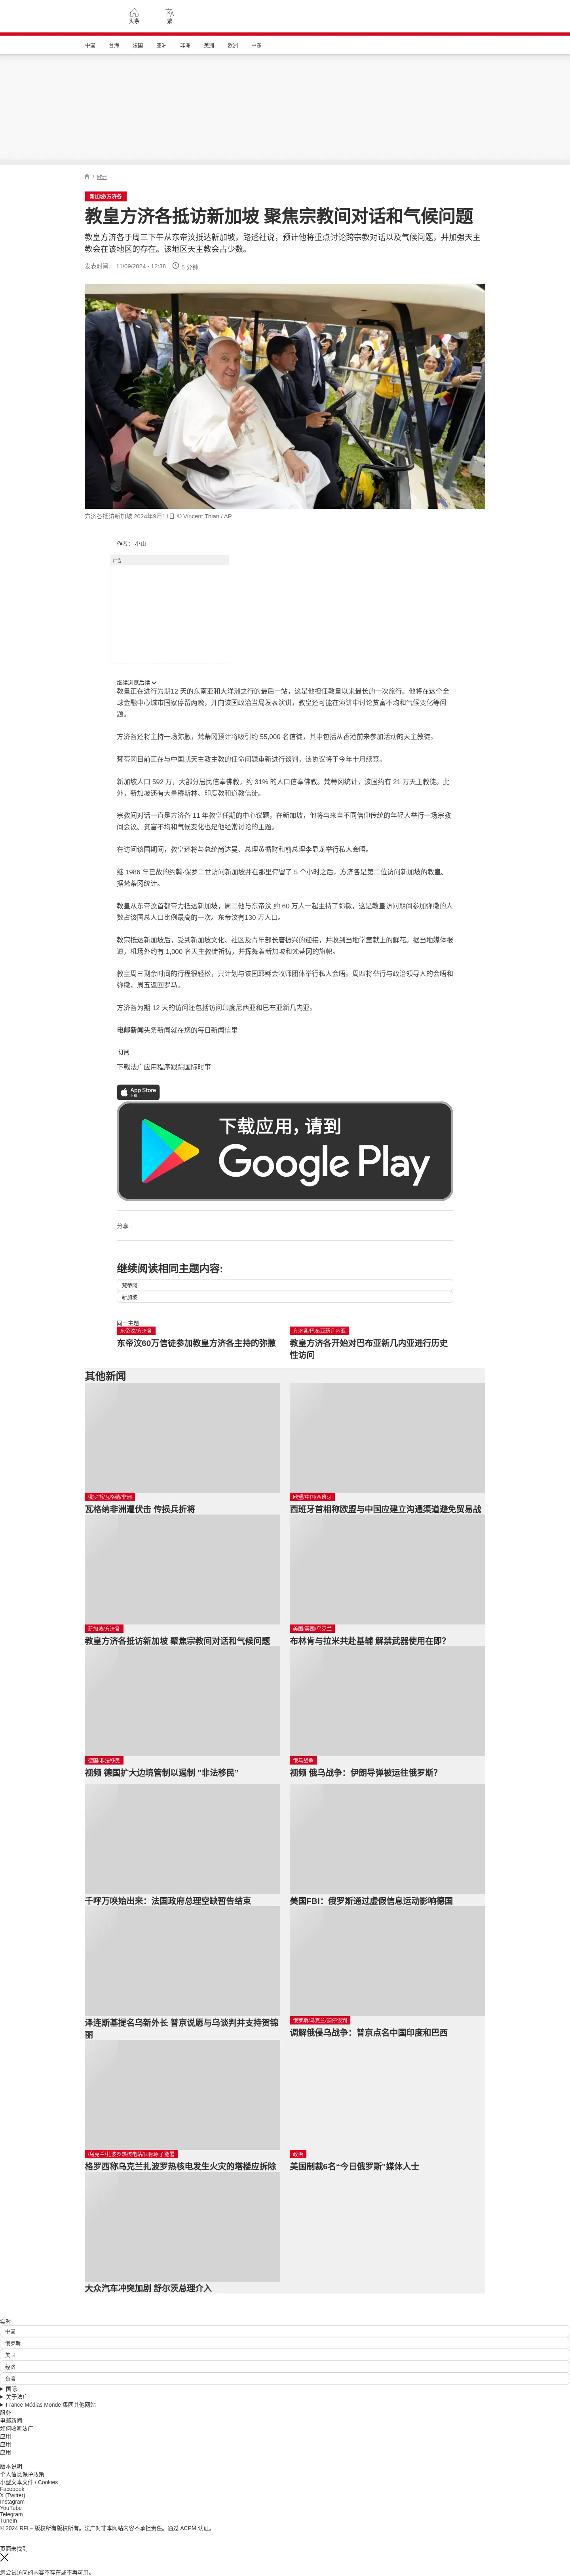 头条
繁
中国 台海 法国 亚洲 非洲 美洲 欧洲 中东
/ 欧洲
新加坡/方济各
教皇方济各抵访新加坡 聚焦宗教间对话和气候问题
教皇方济各于周三下午从东帝汶抵达新加坡，路透社说，预计他将重点讨论跨宗教对话以及气候问题，并加强天主
教会在该地区的存在。该地区天主教会占少数。
发表时间： 11/09/2024 - 12:38 5 分钟
方济各抵访新加坡 2024年9月11日 © Vincent Thian / AP
作者： 小山
广告
继续浏览后续
教皇正在进行为期12 天的东南亚和大洋洲之行的最后一站，这是他担任教皇以来最长的一次旅行。他将在这个全
球金融中心城市国家停留两晚，并向该国政治当局发表演讲，教皇还可能在演讲中讨论贫富不均和气候变化等问
题。
方济各还将主持一场弥撒，梵蒂冈预计将吸引约 55,000 名信徒，其中包括从香港前来参加活动的天主教徒。
梵蒂冈目前正在与中国就天主教主教的任命问题重新进行谈判，该协议将于今年十月续签。
新加坡人口 592 万，大部分居民信奉佛教，约 31% 的人口信奉佛教。梵蒂冈统计，该国约有 21 万天主教徒。此
外，新加坡还有大量穆斯林、印度教和道教信徒。
宗教间对话一直是方济各 11 年教皇任期的中心议题，在新加坡，他将与来自不同信仰传统的年轻人举行一场宗教
间会议。贫富不均和气候变化也是他经常讨论的主题。
在访问该国期间，教皇还将与总统尚达曼、总理黄循财和前总理李显龙举行私人会晤。
继 1986 年已故的约翰·保罗二世访问新加坡并在那里停留了 5 个小时之后，方济各是第二位访问新加坡的教皇。
据梵蒂冈统计。
教皇从东帝汶首都帝力抵达新加坡，周二他与东帝汶 约 60 万人一起主持了弥撒，这是教皇访问期间参加弥撒的人
数占该国总人口比例最高的一次。东帝汶有130 万人口。
教宗抵达新加坡后，受到新加坡文化、社区及青年部长唐振兴的迎接，并收到当地学童献上的鲜花。据当地媒体报
道，机场外约有 1,000 名天主教徒祈祷，并挥舞着新加坡和梵蒂冈的旗帜。
教皇周三剩余时间的行程很轻松，只计划与该国耶稣会牧师团体举行私人会晤。周四将举行与政治领导人的会晤和
弥撒，周五返回罗马。
方济各为期 12 天的访问还包括访问印度尼西亚和巴布亚新几内亚。
电邮新闻头条新闻就在您的每日新闻信里
订阅
下载法广应用程序跟踪国际时事
App Store
下载
下载应用，请到
Google Play
分享 :
继续阅读相同主题内容:
梵蒂冈
新加坡
同一主题
东帝汶/方济各
东帝汶60万信徒参加教皇方济各主持的弥撒
方济各/巴布亚新几内亚
教皇方济各开始对巴布亚新几内亚进行历史
性访问
其他新闻
俄罗斯/瓦格纳/非洲
瓦格纳非洲遭伏击 传损兵折将
欧盟/中国/西班牙
西班牙首相称欧盟与中国应建立沟通渠道避免贸易战
新加坡/方济各
教皇方济各抵访新加坡 聚焦宗教间对话和气候问题
美国/英国/乌克兰
布林肯与拉米共赴基辅 解禁武器使用在即？
德国/非法移民
视频 德国扩大边境管制以遏制 "非法移民"
俄乌战争
视频 俄乌战争：伊朗导弹被运往俄罗斯？
千呼万唤始出来：法国政府总理空缺暂告结束
美国FBI：俄罗斯通过虚假信息运动影响德国
泽连斯基提名乌新外长 普京说愿与乌谈判并支持贺锦
丽
俄罗斯/乌克兰/调停谈判
调解俄侵乌战争：普京点名中国印度和巴西
/乌克兰/扎波罗热核电站/国际原子能署
格罗西称乌克兰扎波罗热核电发生火灾的塔楼应拆除
政治
美国制裁6名“今日俄罗斯”媒体人士
大众汽车冲突加剧 舒尔茨总理介入
实时
中国
俄罗斯
美国
经济
台湾
国际
关于法广
France Médias Monde 集团其他网站
服务
电邮新闻
如何收听法广
应用
应用
应用
版本说明
个人信息保护政策
小型文本文件 / Cookies
Facebook
X (Twitter)
Instagram
YouTube
Telegram
TuneIn
© 2024 RFI – 版权所有版权所有。法广对非本网站内容不承担责任。通过 ACPM 认证。
页面未找到
您尝试访问的内容不存在或不再可用。